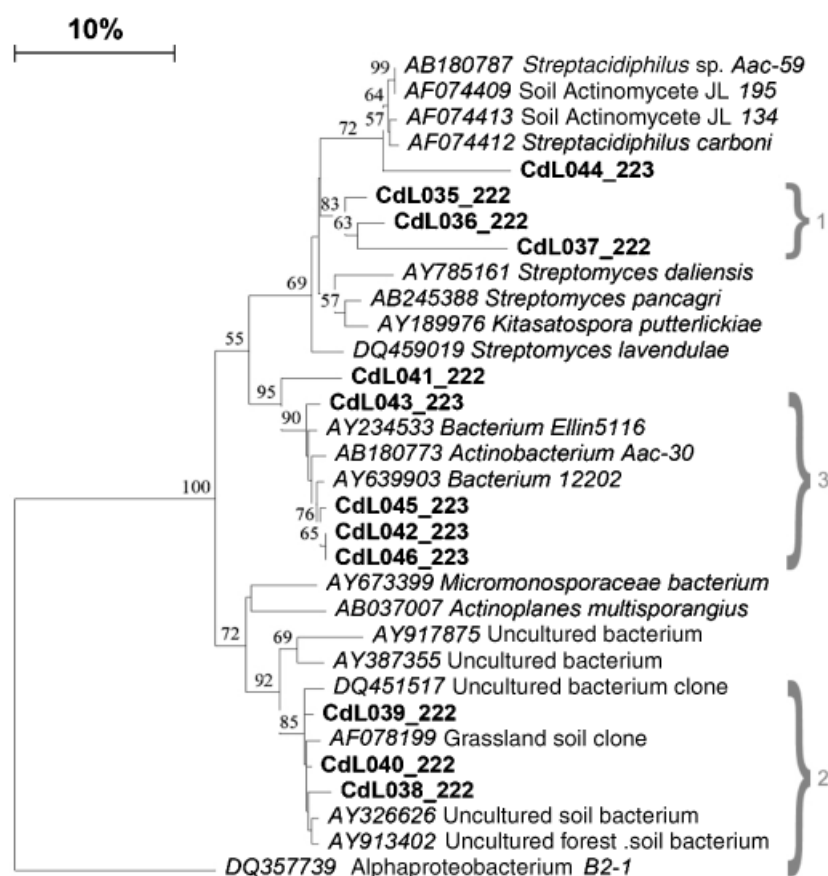 10%
99 AB180787 Streptacidiphilus sp. Aac-59
AF074409 Soil Actinomycete JL 195
64
AF074413 Soil Actinomycete JL 134
57
72
AF074412 Streptacidiphilus carboni
CdL044_223
CdL035_222
83
1
CdL036_222
63
CdL037_222
AY785161 Streptomyces daliensis
69
57
AB245388 Streptomyces pancagri
AY189976 Kitasatospora putterlickiae
55
DQ459019 Streptomyces lavendulae
CdL041_222
95
CdL043_223
90
AY234533 Bacterium Ellin5116
AB180773 Actinobacterium Aac-30
AY639903 Bacterium 12202
3
100
CdL045_223
76
CdL042_223
65
CdL046_223
AY673399 Micromonosporaceae bacterium
AB037007 Actinoplanes multisporangius
72
69
AY917875 Uncultured bacterium
AY387355 Uncultured bacterium
92
DQ451517 Uncultured bacterium clone
CdL039_222
85
AF078199 Grassland soil clone
CdL040_222
2
CdL038_222
AY326626 Uncultured soil bacterium
AY913402 Uncultured forest .soil bacterium
DQ357739 Alphaproteobacterium B2-1